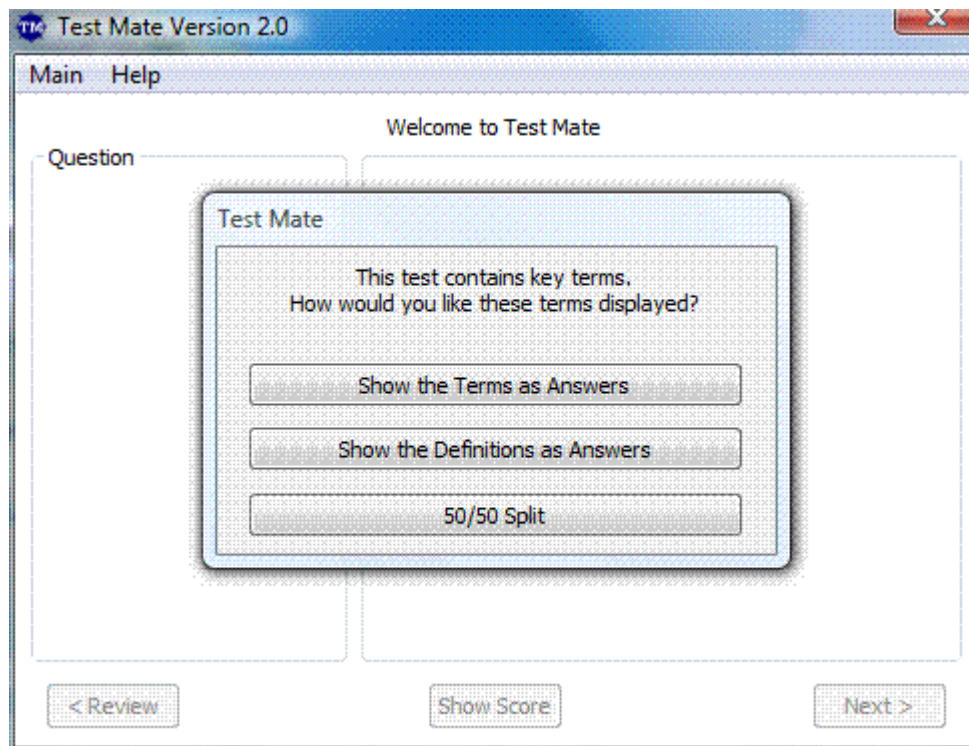 TM Test Mate Version 2.0
X
Main Help
Welcome to Test Mate
Question
Test Mate
This test contains key terms.
How would you like these terms displayed?
Show the Terms as Answers
Show the Definitions as Answers
50/50 Split
< Review Show Score Next >